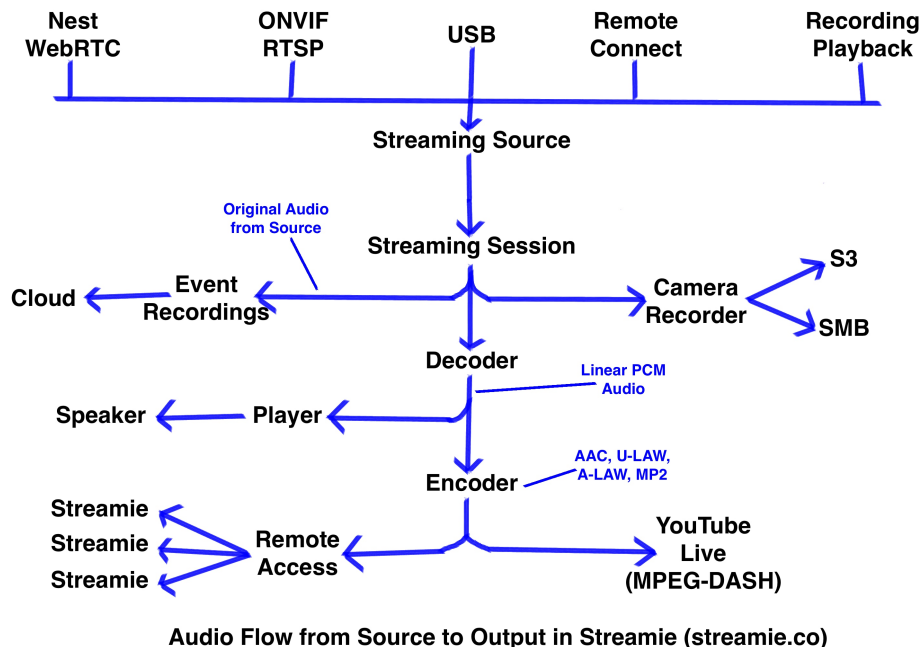 Nest
WebRTC
ONVIF
RTSP
USB
Remote
Connect
Recording
Playback
Streaming Source
Original Audio
from Source
Streaming Session
Cloud
Event
Recordings
Camera
Recorder
S3
SMB
Decoder
Linear PCM
Audio
Speaker
Player
Encoder
AAC, U-LAW,
A-LAW, MP2
Streamie
Streamie
Streamie
Remote
Access
YouTube
Live
(MPEG-DASH)
Audio Flow from Source to Output in Streamie (streamie.co)